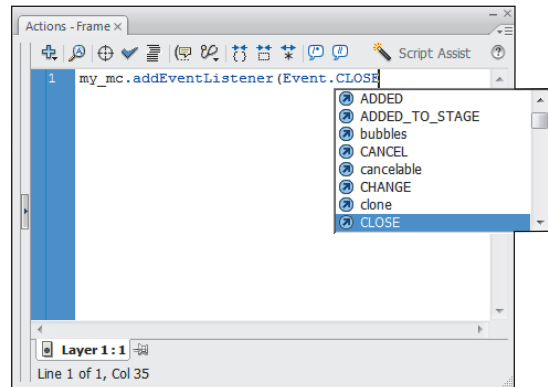 Actions - Frame ×
Script Assist
1 my_mc.addEventListener(Event.CLOSE
ADDED
ADDED_TO_STAGE
bubbles
CANCEL
cancelable
CHANGE
clone
CLOSE
Layer 1 : 1
Line 1 of 1, Col 35